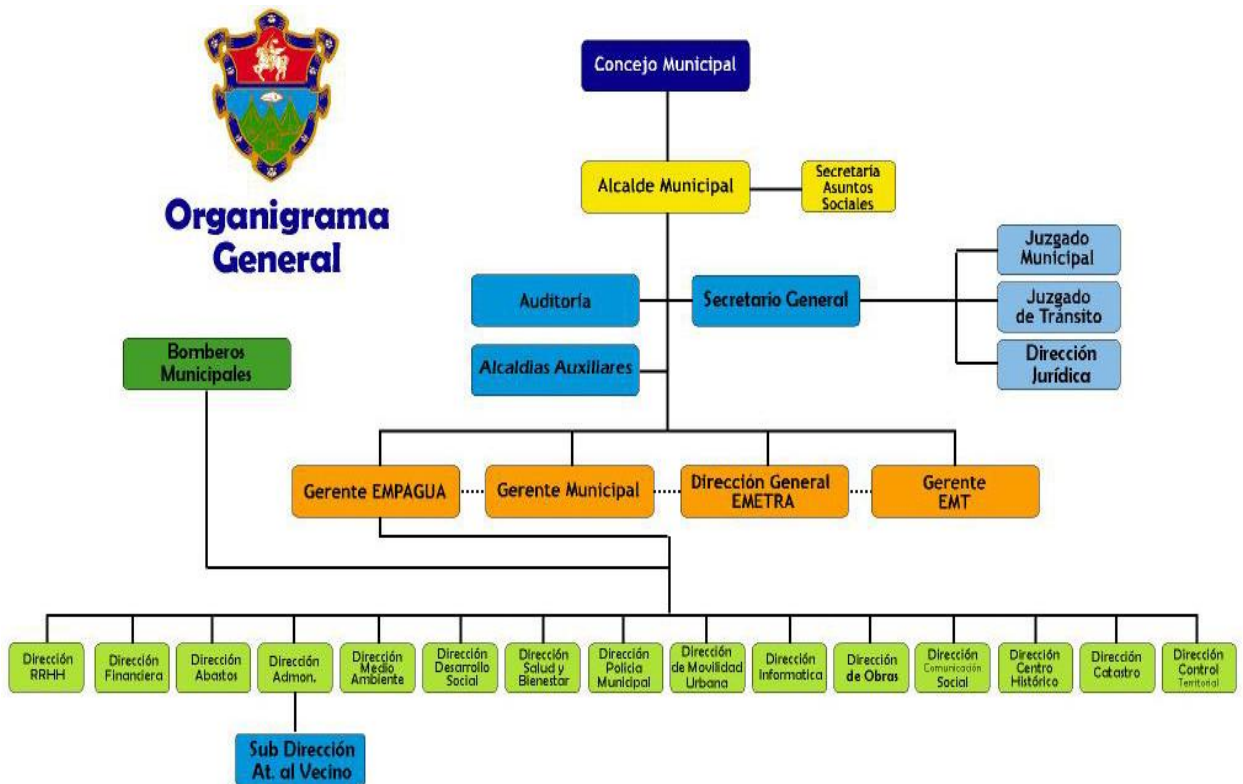 Organigrama
General
Concejo Municipal
Alcalde Municipal
Secretaría
Asuntos
Sociales
Auditoría
Secretario General
Juzgado
Municipal
Juzgado
de Tránsito
Dirección
Jurídica
Alcaldias Auxiliares
Bomberos
Municipales
Gerente EMPAGUA
Gerente Municipal
Dirección General
EMETRA
Gerente
EMT
Dirección
RRHH
Dirección
Financiera
Dirección
Abastos
Dirección
Admon.
Dirección
Medio
Ambiente
Dirección
Desarrollo
Social
Dirección
Salud y
Bienestar
Dirección
Policia
Municipal
Dirección
de Movilidad
Urbana
Dirección
Informatica
Dirección
de Obras
Dirección
Comunicación
Social
Dirección
Centro
Histórico
Dirección
Catastro
Dirección
Control
Territorial
Sub Dirección
At. al Vecino